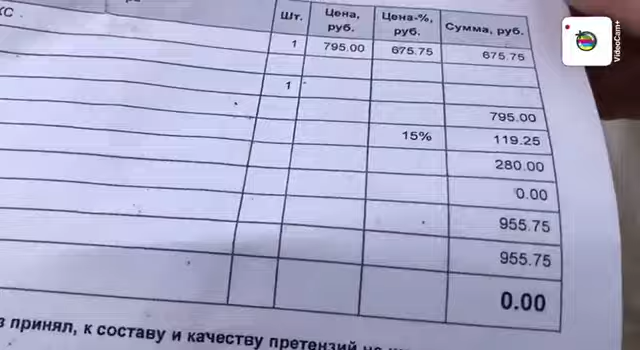 Шт. Цена, руб. Цена-%, руб. Сумма, руб.
1 795.00 675.75 675.75
1
795.00
15% 119.25
280.00
0.00
955.75
955.75
0.00
принял, к составу и качеству претензий
VideoCam+